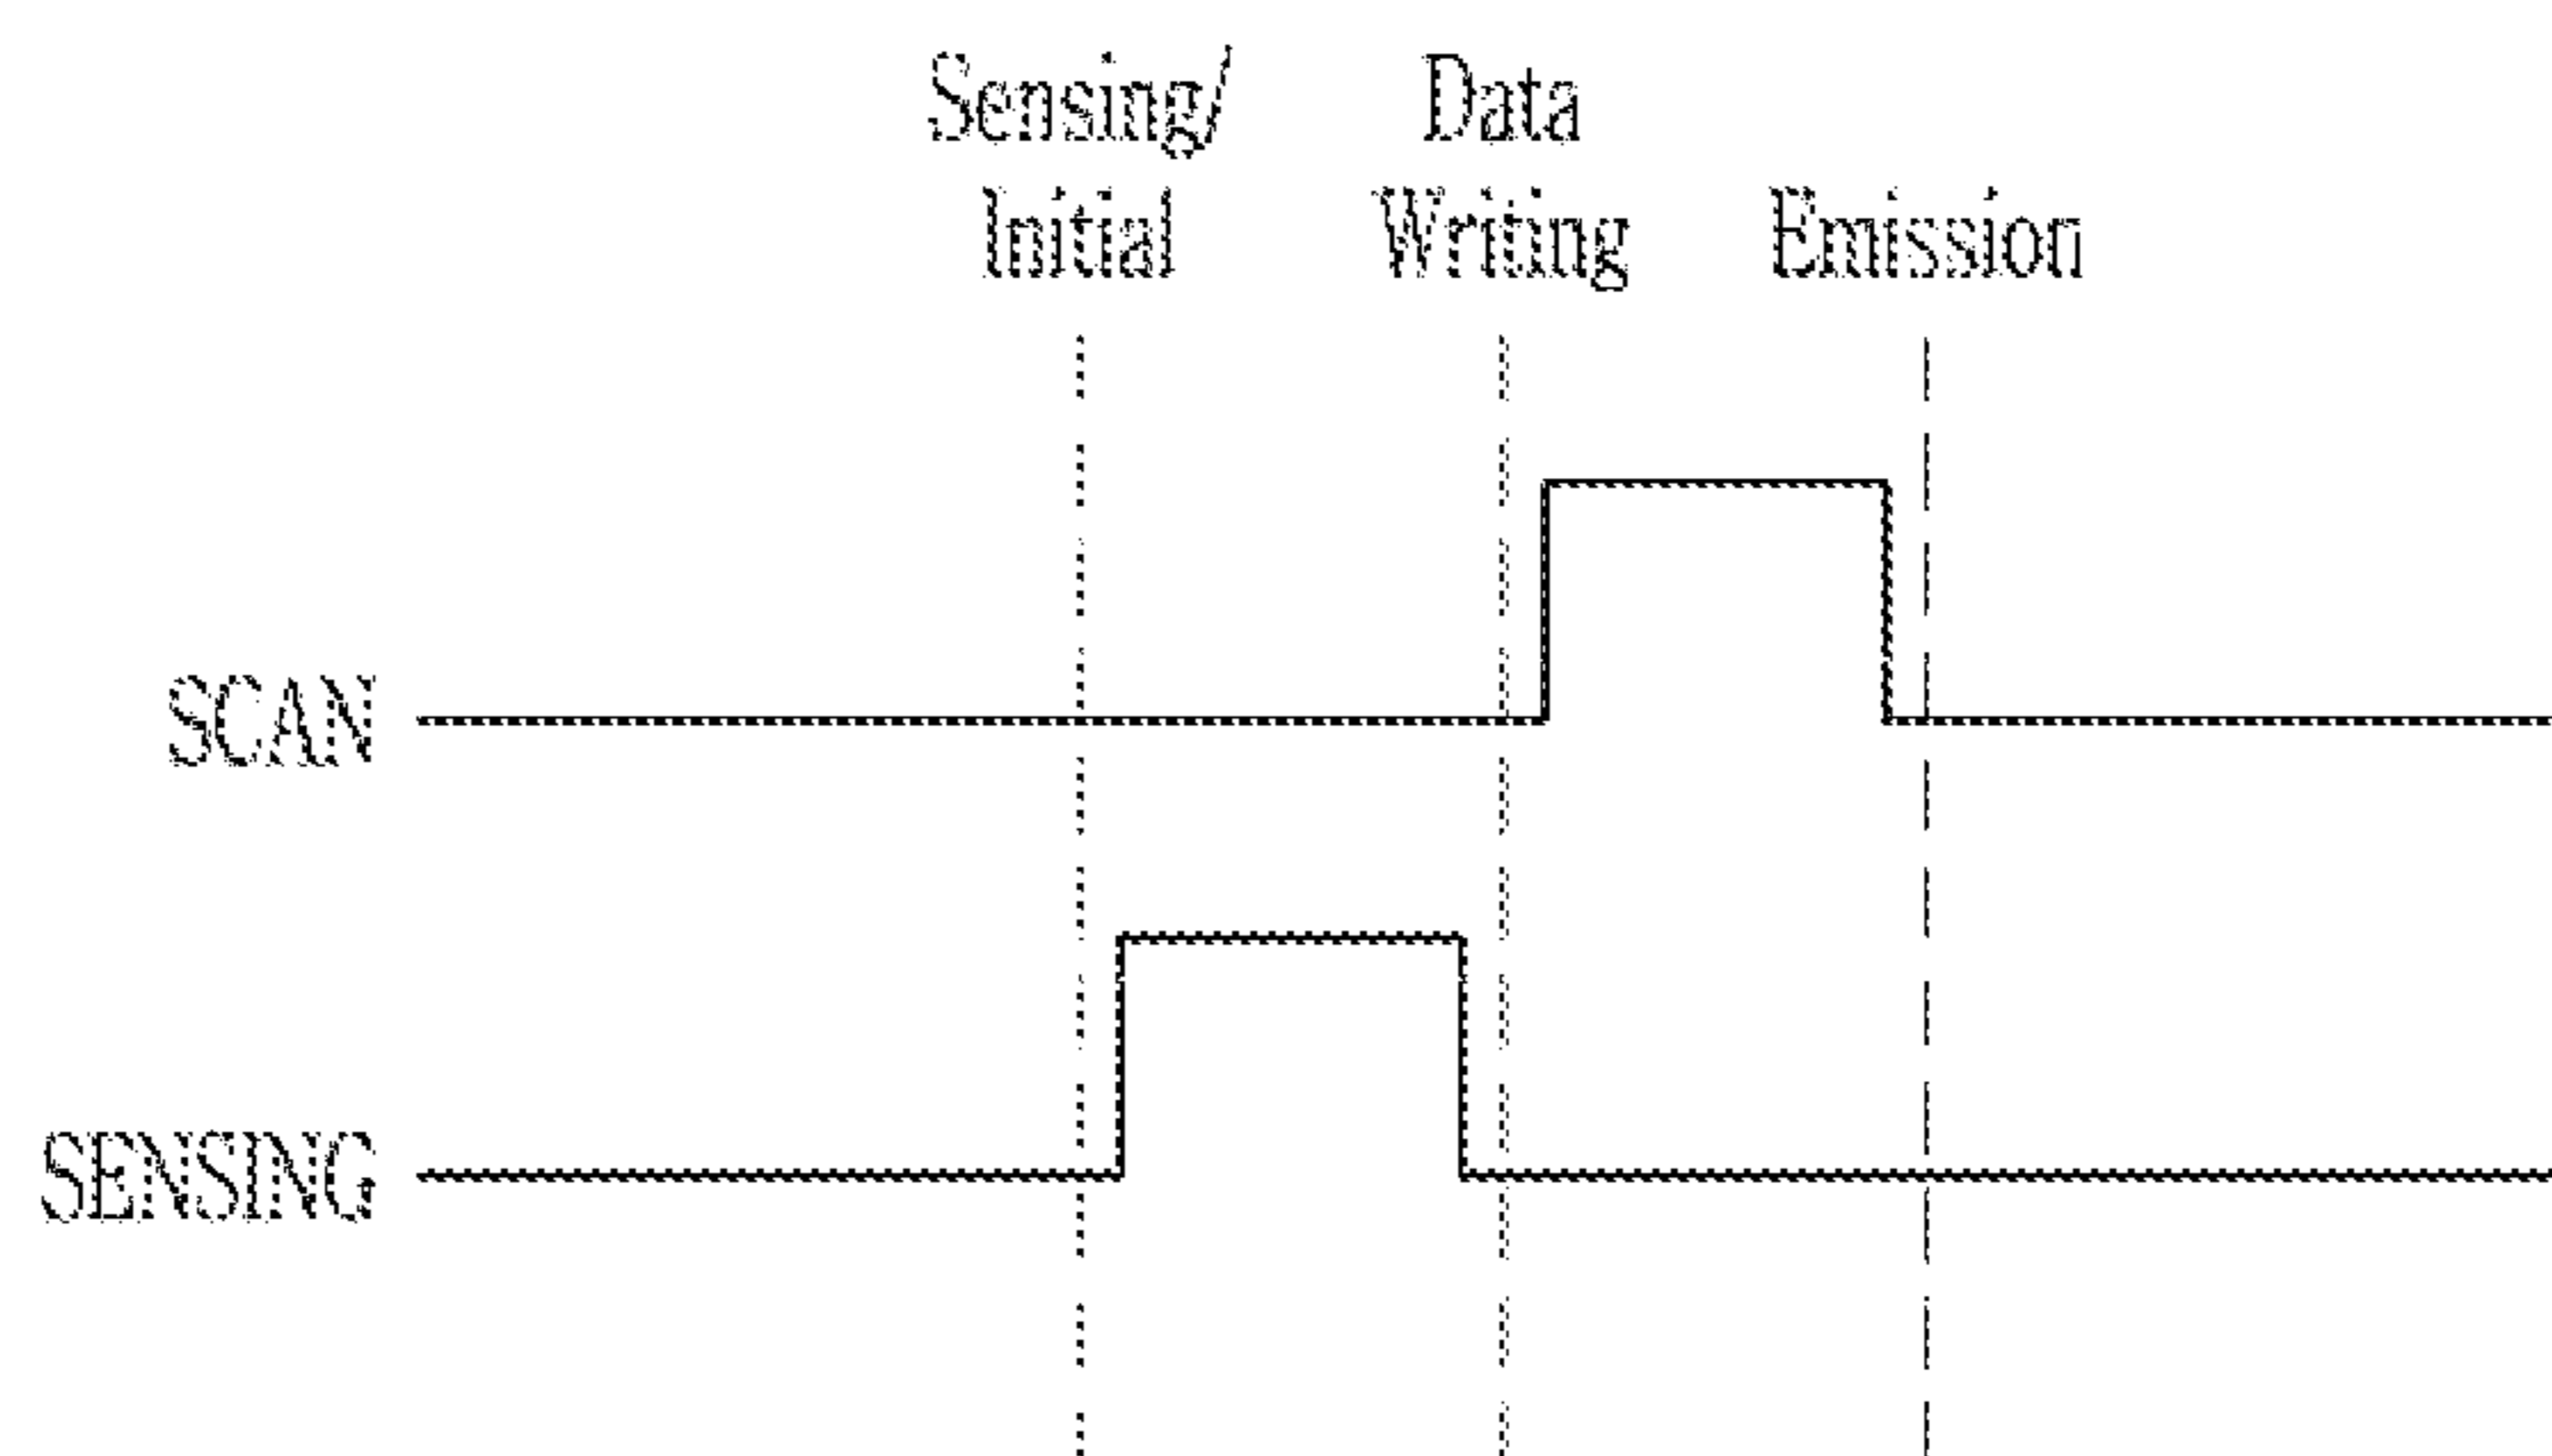 Sensing/
Initial
Data
Writing
Emission
SCAN
SENSING